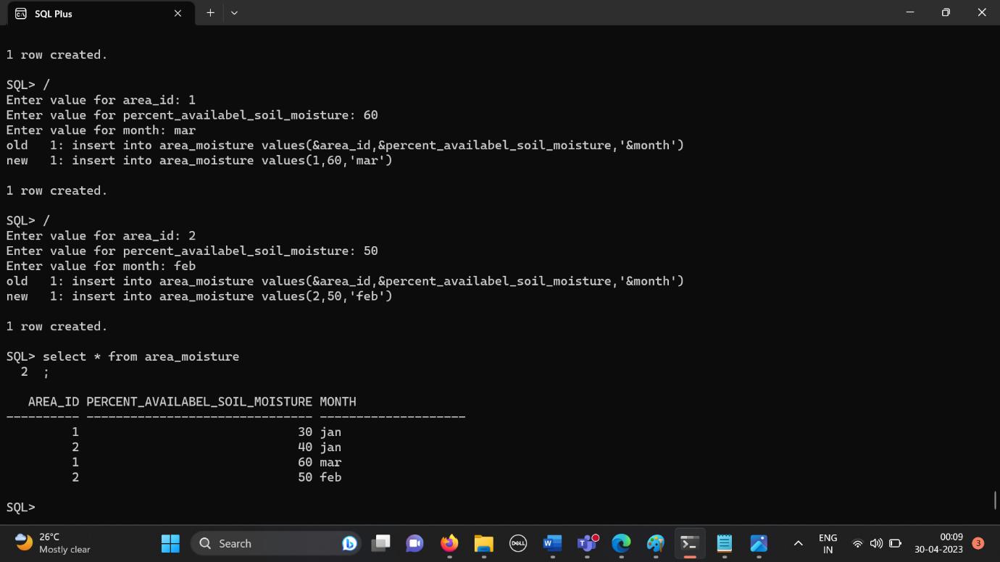 SQL Plus
1 row created.
SQL> /
Enter value for area_id: 1
Enter value for percent_availabel_soil_moisture: 60
Enter value for month: mar
old   1: insert into area_moisture values(&area_id,&percent_availabel_soil_moisture,'&month')
new   1: insert into area_moisture values(1,60,'mar')
1 row created.
SQL> /
Enter value for area_id: 2
Enter value for percent_availabel_soil_moisture: 50
Enter value for month: feb
old   1: insert into area_moisture values(&area_id,&percent_availabel_soil_moisture,'&month')
new   1: insert into area_moisture values(2,50,'feb')
1 row created.
SQL> select * from area_moisture
  2  ;
   AREA_ID PERCENT_AVAILABEL_SOIL_MOISTURE MONTH
---------- ------------------------------- --------------------
         1                              30 jan
         2                              40 jan
         1                              60 mar
         2                              50 feb
SQL>
26°C
Mostly clear
Search
DELL
W
T
ENG
IN
00:09
30-04-2023
3